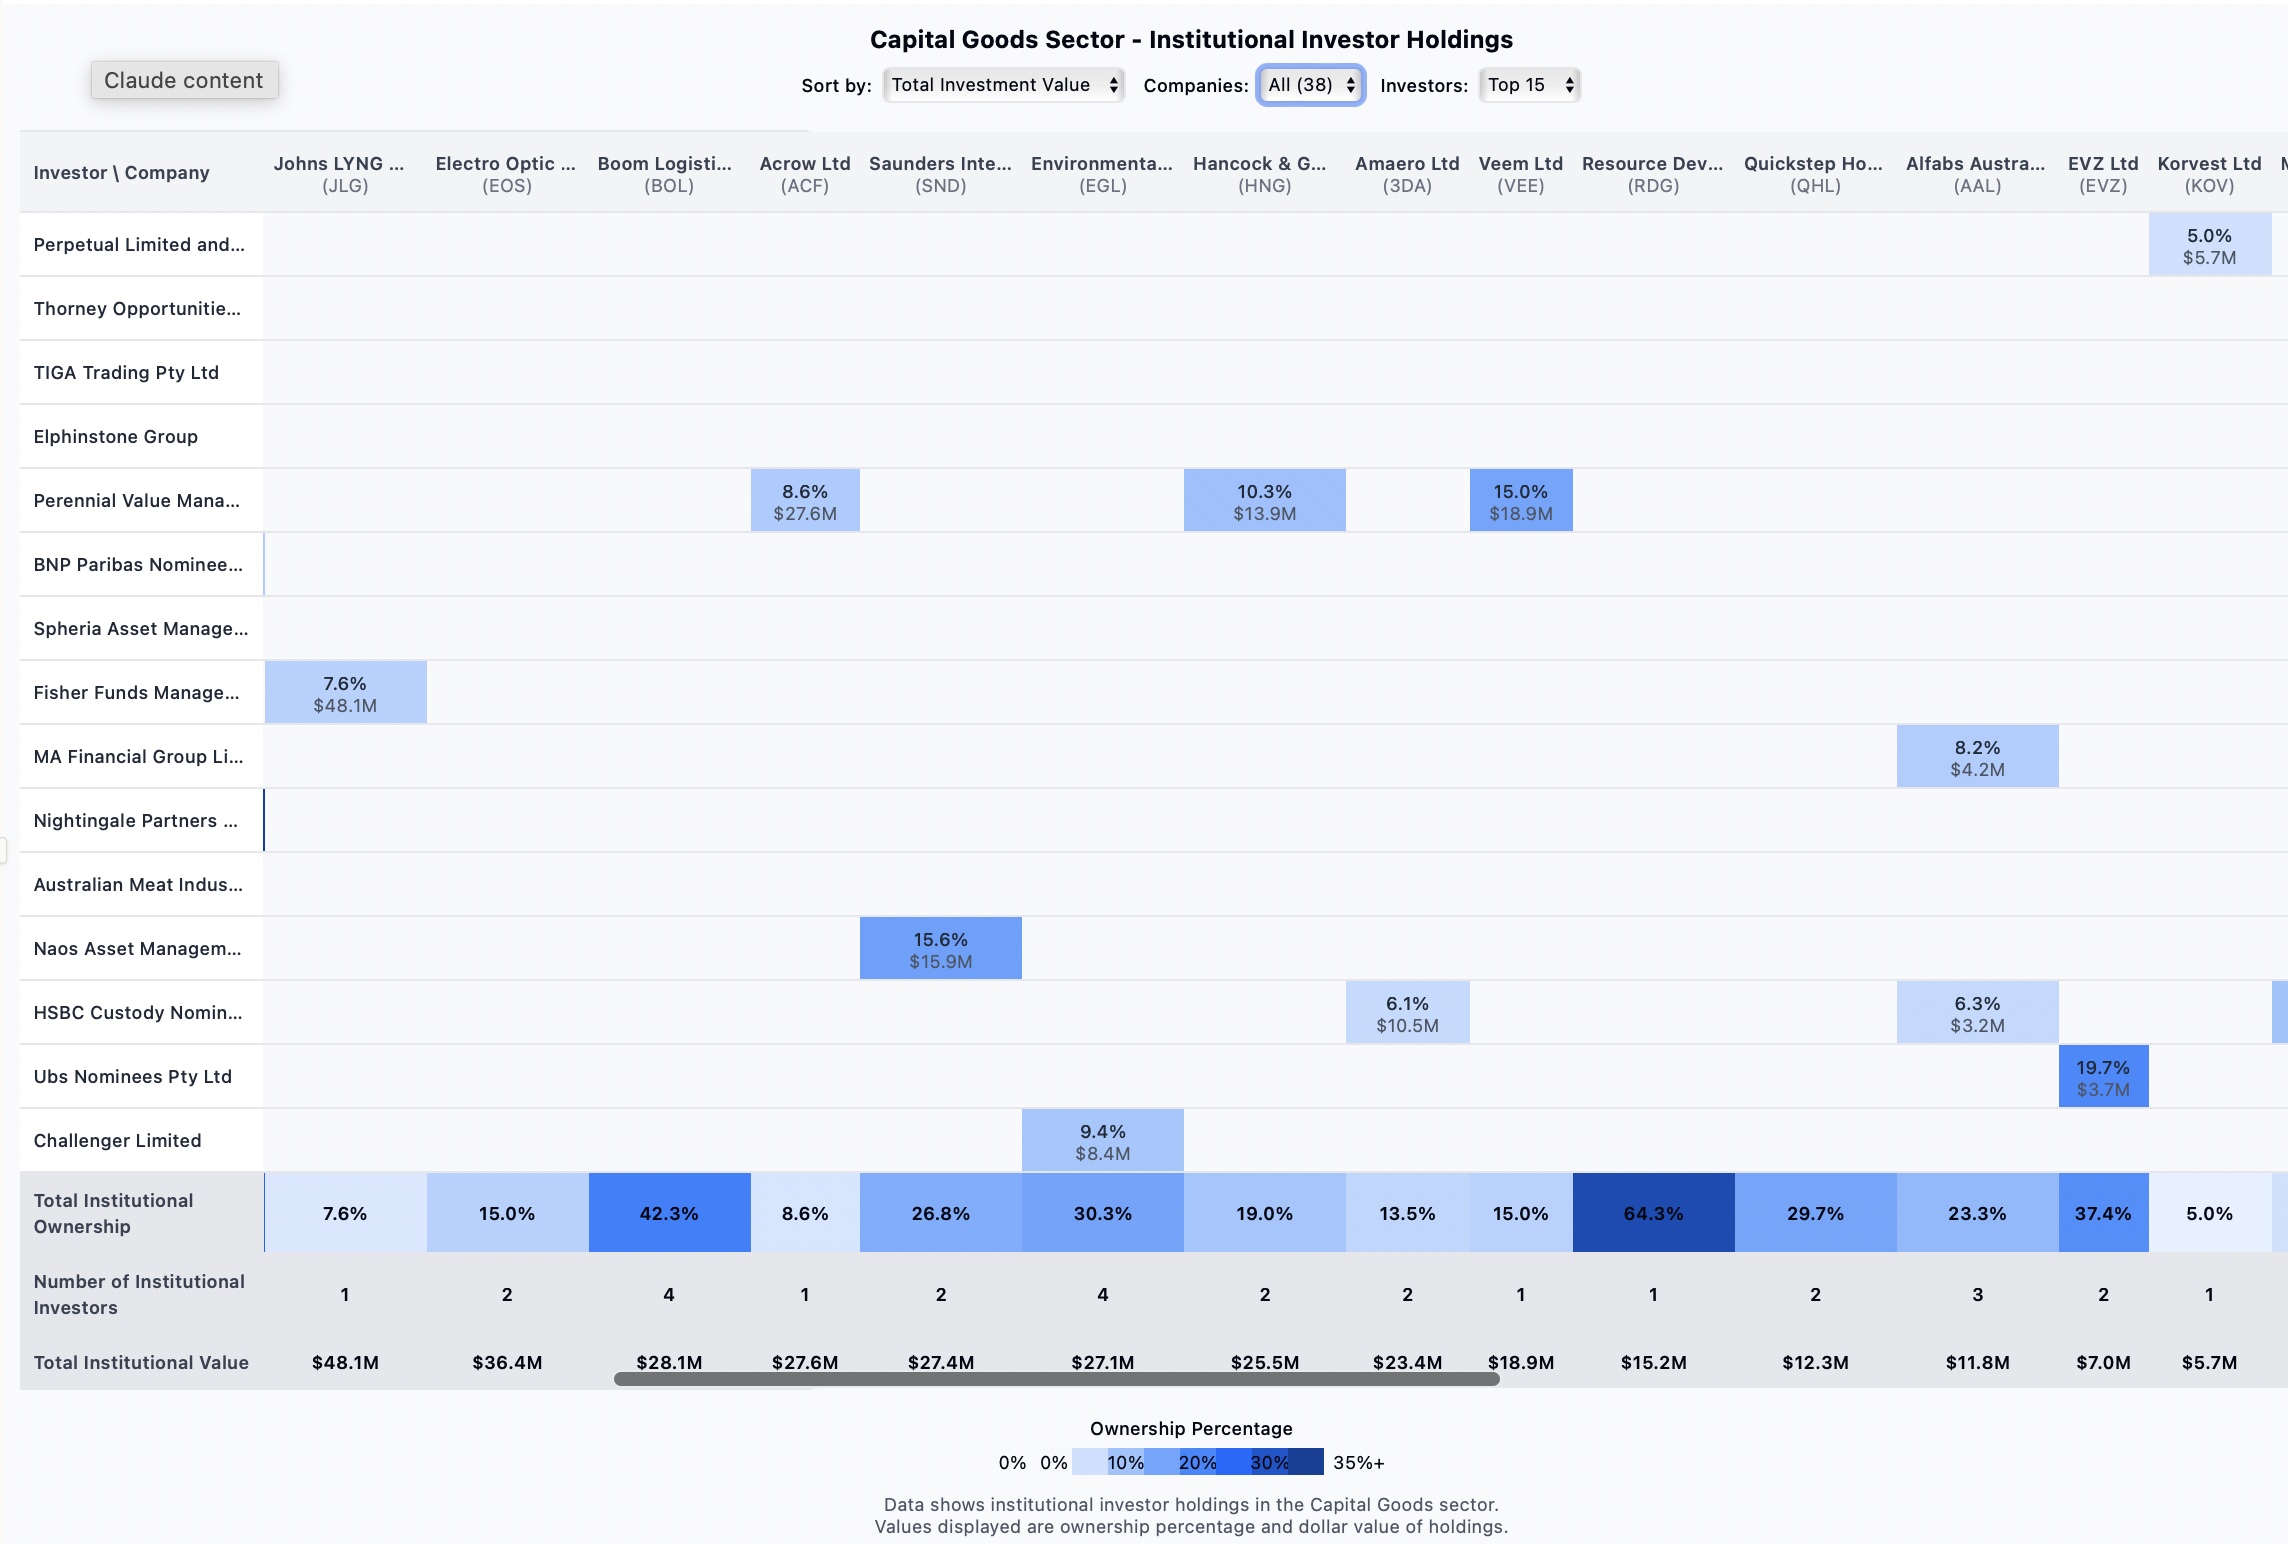 Capital Goods Sector - Institutional Investor Holdings
Claude content
Sort by: Total Investment Value Companies: All (38) Investors: Top 15
Investor \ Company Johns LYNG ... Electro Optic ... Boom Logisti... Acrow Ltd Saunders Inte... Environmenta... Hancock & G... Amaero Ltd Veem Ltd Resource Dev... Quickstep Ho... Alfabs Austra... EVZ Ltd Korvest Ltd
(JLG) (EOS) (BOL) (ACF) (SND) (EGL) (HNG) (3DA) (VEE) (RDG) (QHL) (AAL) (EVZ) (KOV)
Perpetual Limited and... 5.0%
$5.7M
Thorney Opportunitie...
TIGA Trading Pty Ltd
Elphinstone Group
Perennial Value Mana... 8.6% 10.3% 15.0%
$27.6M $13.9M $18.9M
BNP Paribas Nominee...
Spheria Asset Manage...
Fisher Funds Manage... 7.6%
$48.1M
MA Financial Group Li... 8.2%
$4.2M
Nightingale Partners ...
Australian Meat Indus...
Naos Asset Managem... 15.6%
$15.9M
HSBC Custody Nomin... 6.1% 6.3%
$10.5M $3.2M
Ubs Nominees Pty Ltd 19.7%
$3.7M
Challenger Limited 9.4%
$8.4M
Total Institutional
Ownership 7.6% 15.0% 42.3% 8.6% 26.8% 30.3% 19.0% 13.5% 15.0% 64.3% 29.7% 23.3% 37.4% 5.0%
Number of Institutional
Investors 1 2 4 1 2 4 2 2 1 1 2 3 2 1
Total Institutional Value $48.1M $36.4M $28.1M $27.6M $27.4M $27.1M $25.5M $23.4M $18.9M $15.2M $12.3M $11.8M $7.0M $5.7M
Ownership Percentage
0% 0% 10% 20% 30% 35%+
Data shows institutional investor holdings in the Capital Goods sector.
Values displayed are ownership percentage and dollar value of holdings.